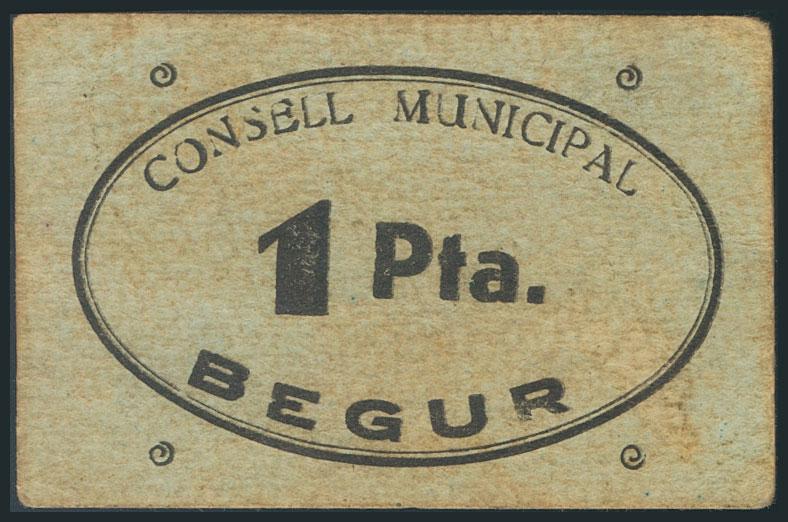 CONSELL MUNICIPAL
1 Pta.
BEGUR